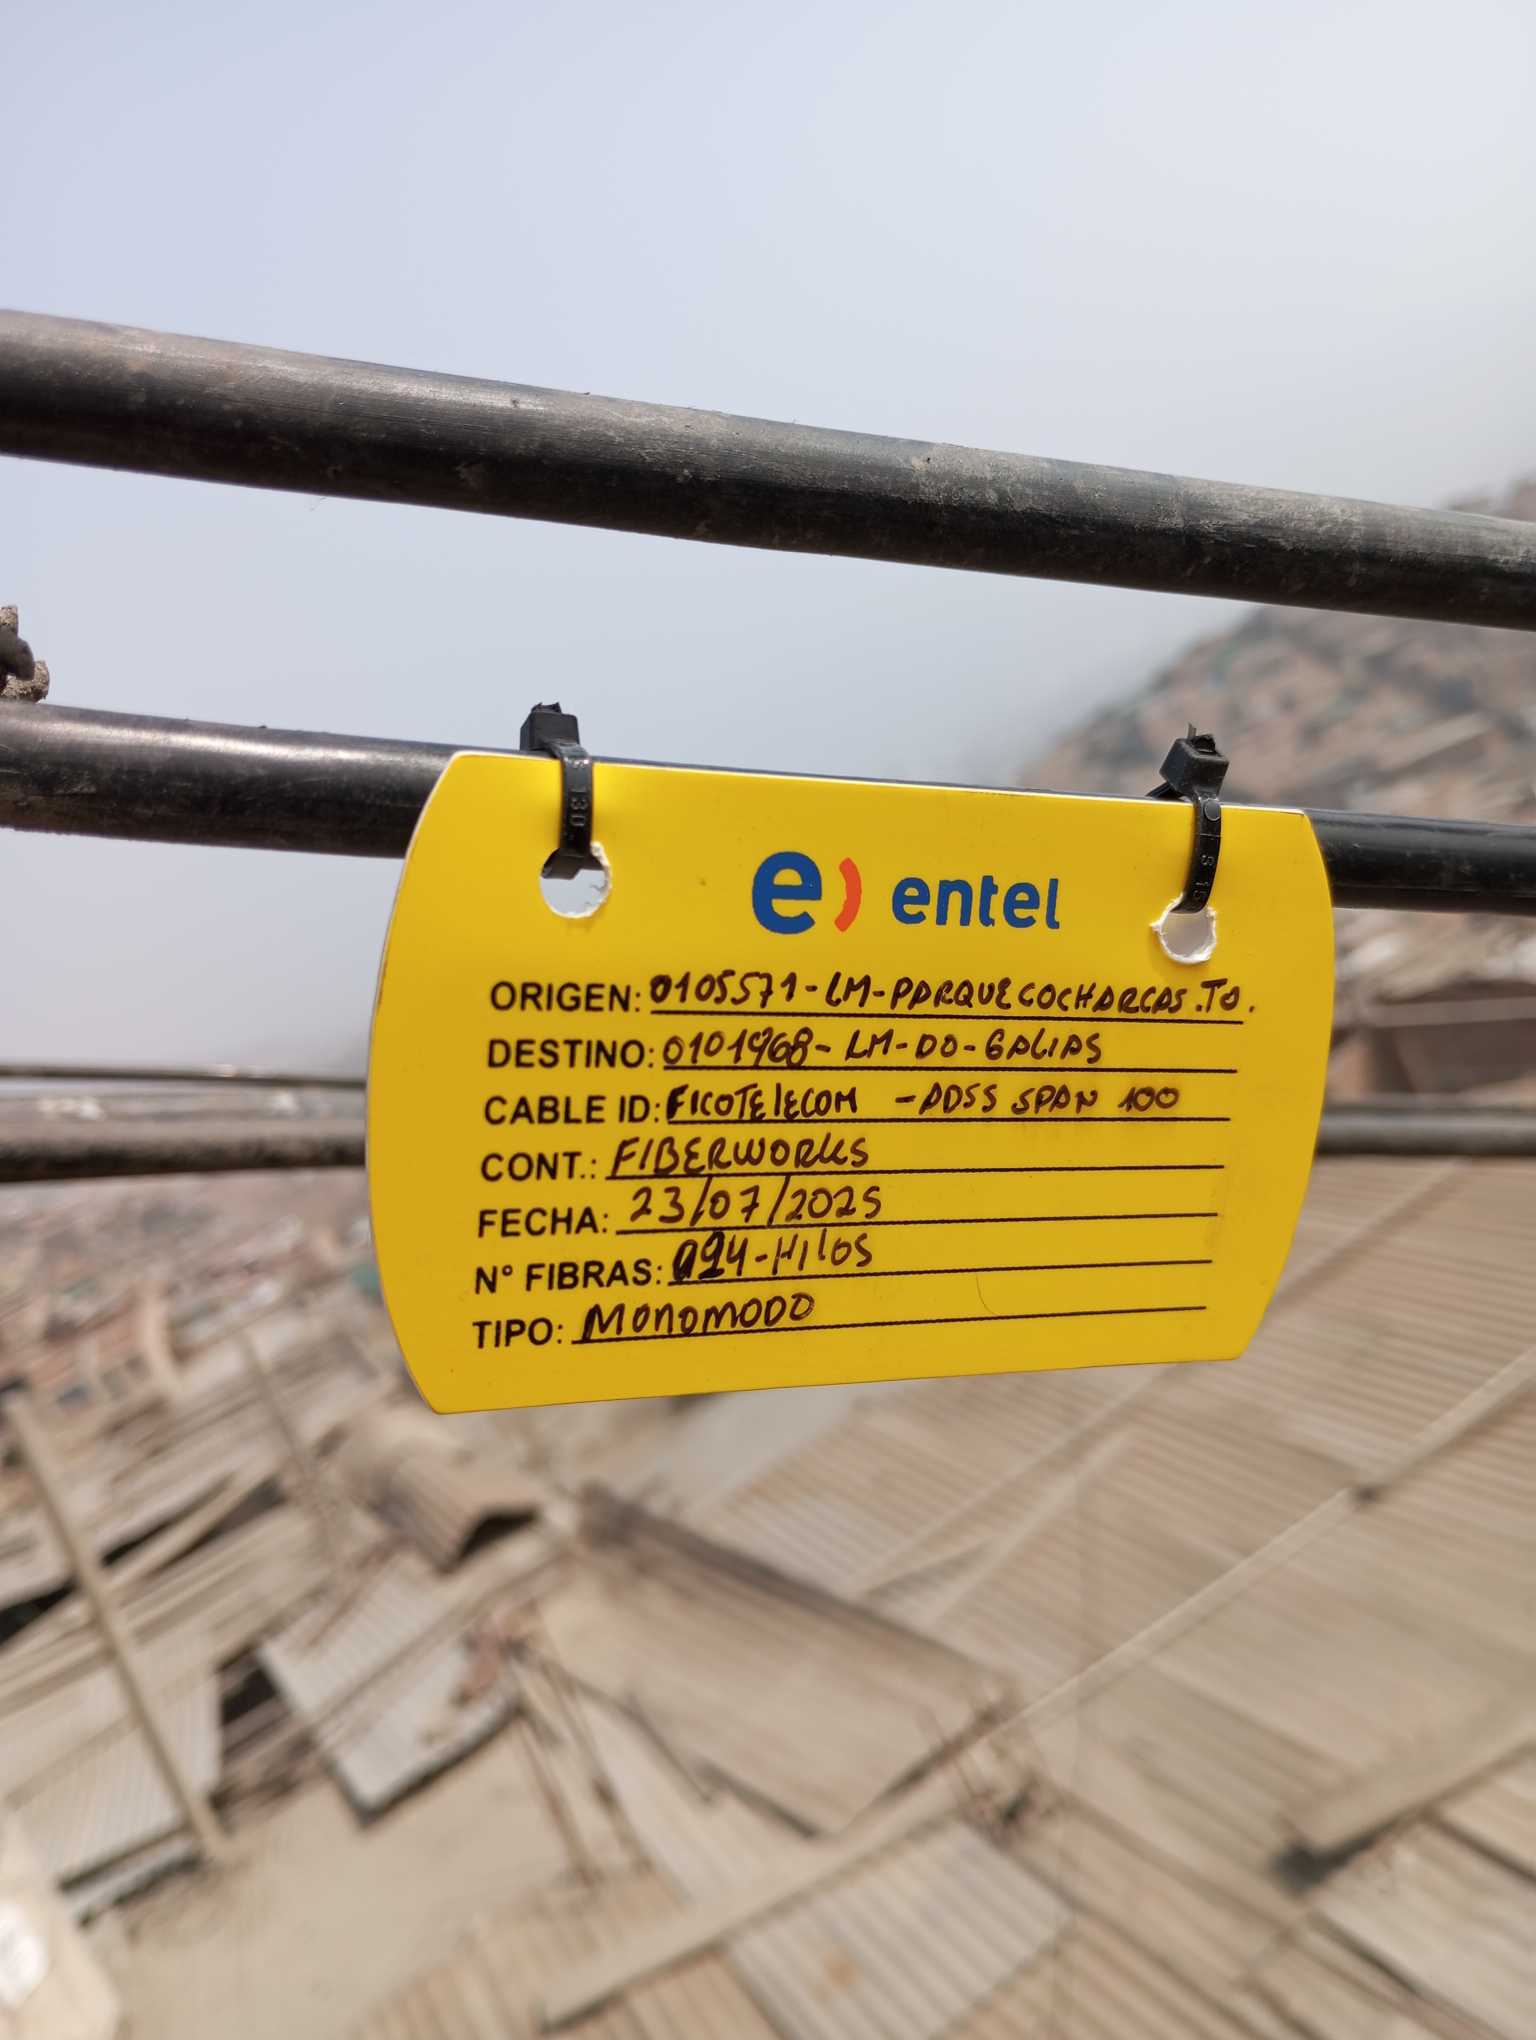 e) entel
ORIGEN: 0105571-LM-PARQUECOCHARCAS.TO.
DESTINO: 0101968-LM-DO-GALIAS
CABLE ID: FICOTELECOM -ADSS SPAN 100
CONT.: FIBERWORKS
FECHA: 23/07/2025
N° FIBRAS: 024-HILOS
TIPO: MONOMODO